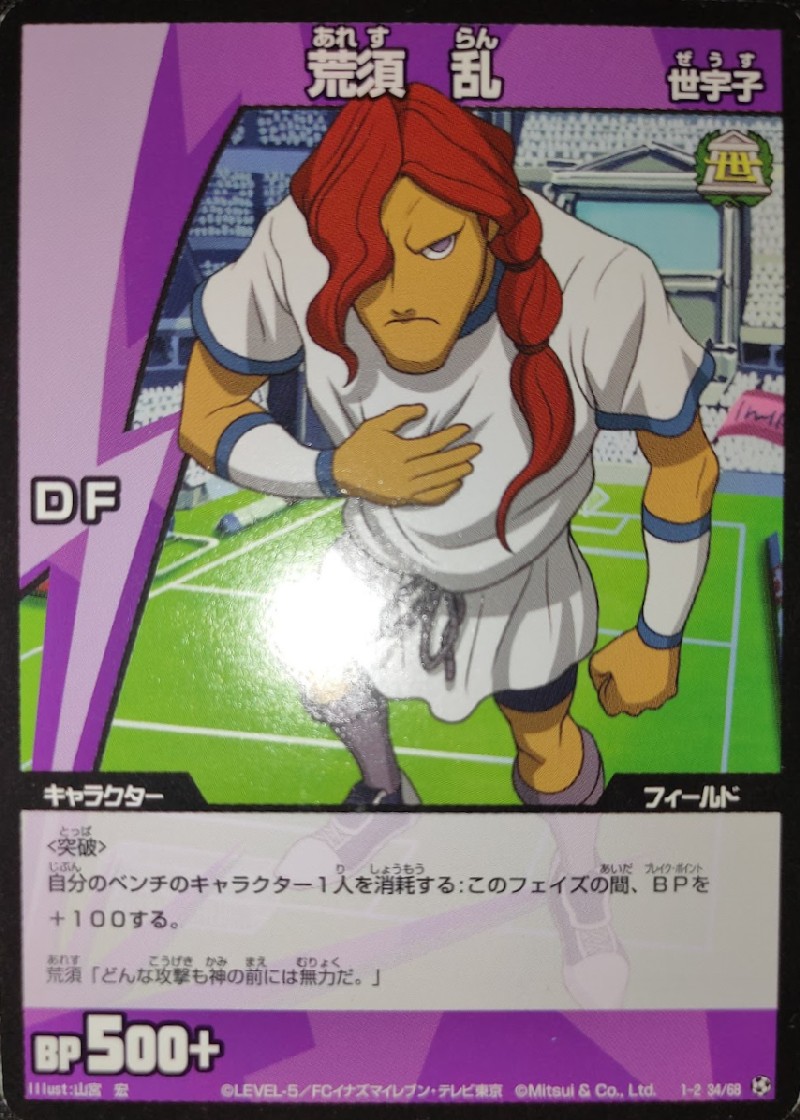 あれす らん
荒須 乱
ぜうす
世宇子
世
DF
キャラクター
フィールド
とっぱ
<突破>
じぶん り しょうもう あいだ ブレイク・ポイント
自分のベンチのキャラクター1人を消耗する:このフェイズの間、BPを
+100する。
あれす こうげき かみ まえ むりょく
荒須「どんな攻撃も神の前には無力だ。」
BP 500+
Illust:山宮 宏
©LEVEL-5/FCイナズマイレブン・テレビ東京 ©Mitsui & Co., Ltd.
1-2 34/68